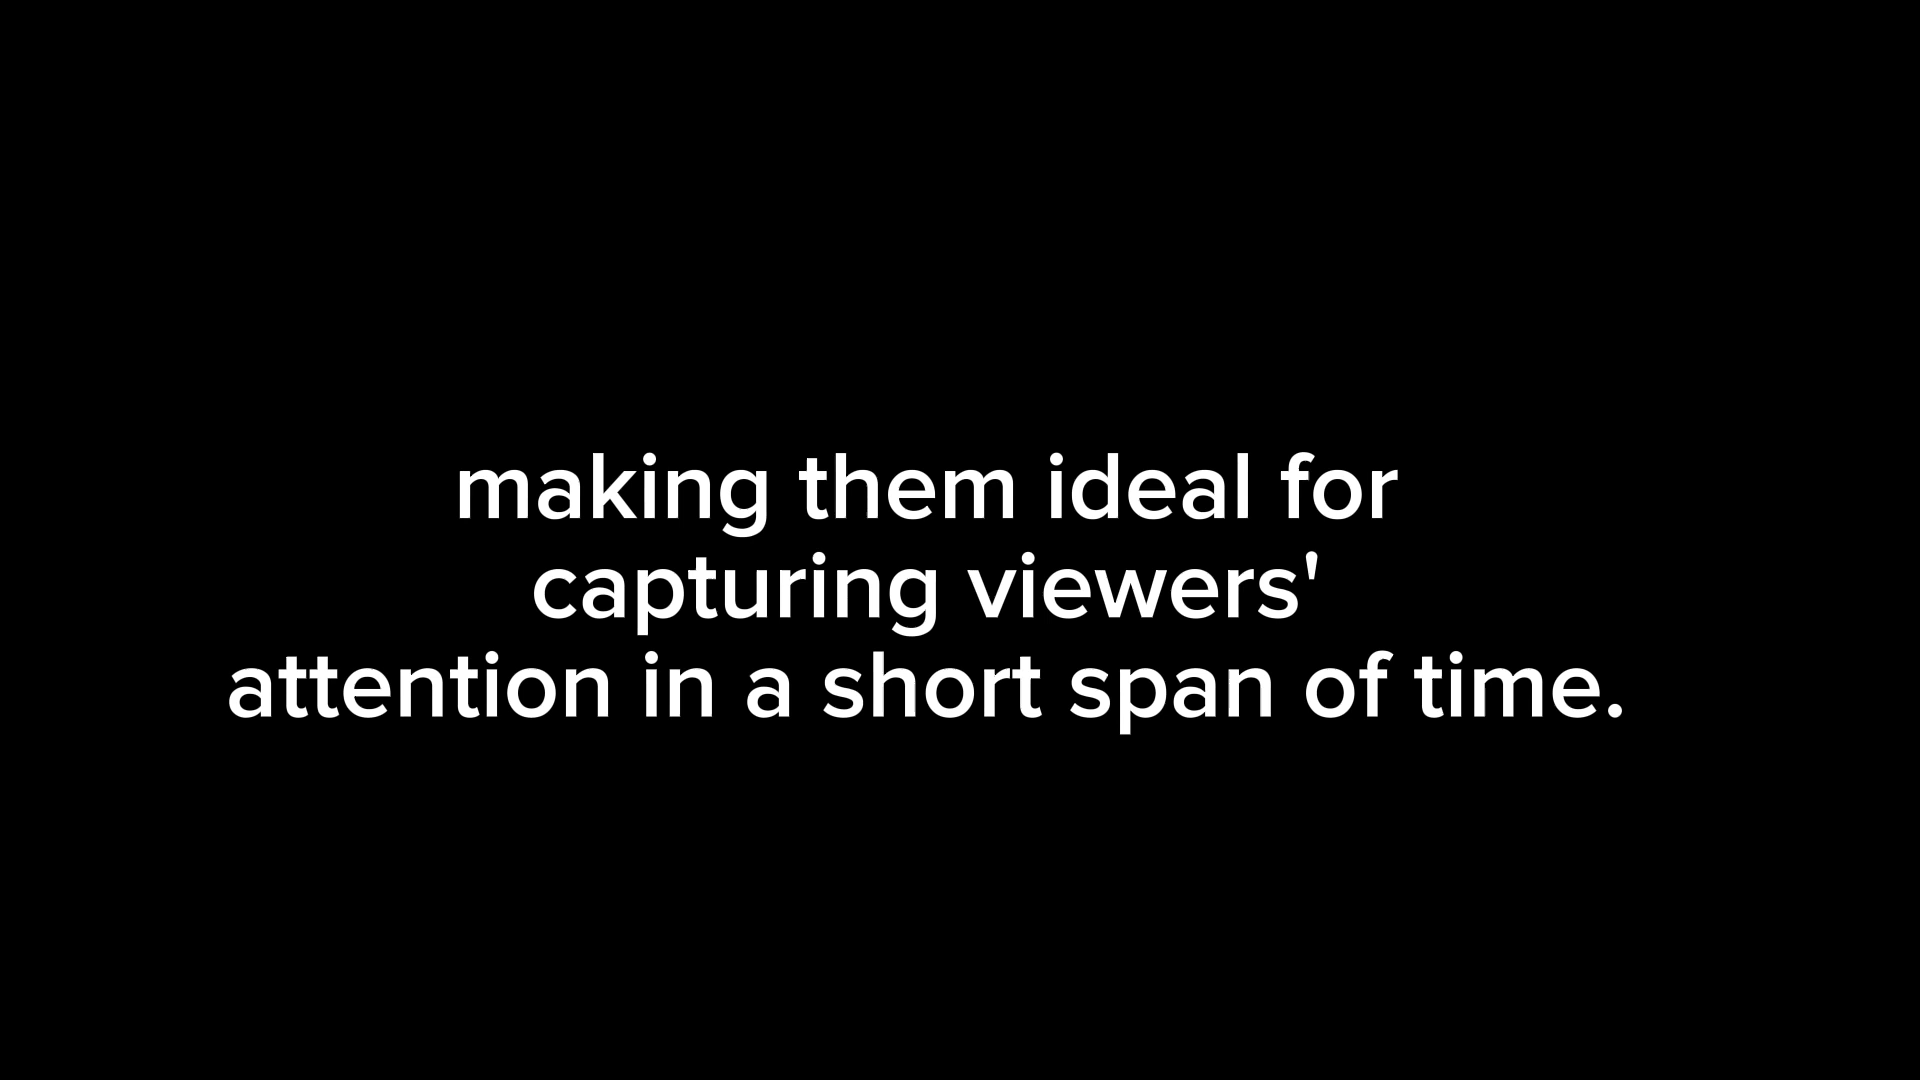 making them ideal for
capturing viewers'
attention in a short span of time.